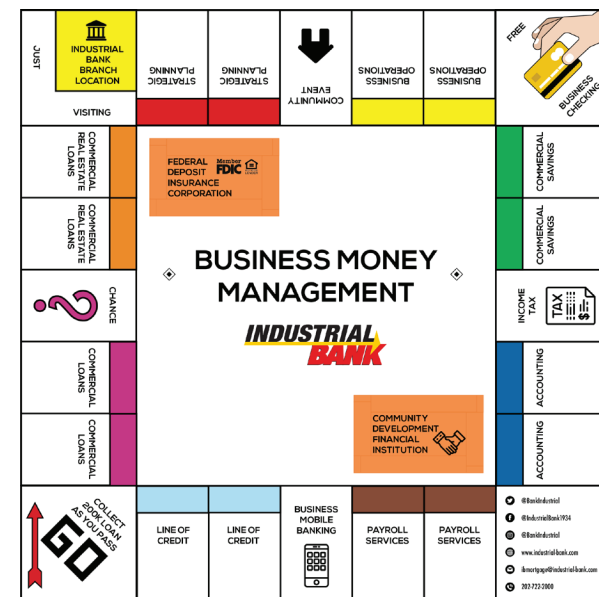 JUST
INDUSTRIAL
BANK
BRANCH
LOCATION
VISITING
STRATEGIC
PLANNING
STRATEGIC
PLANNING
COMMUNITY
EVENT
BUSINESS
OPERATIONS
BUSINESS
OPERATIONS
FREE
BUSINESS
CHECKING
COMMERCIAL
REAL ESTATE
LOANS
COMMERCIAL
REAL ESTATE
LOANS
CHANCE
COMMERCIAL
LOANS
COMMERCIAL
LOANS
FEDERAL
DEPOSIT
INSURANCE
CORPORATION
Member
FDIC
BUSINESS MONEY
MANAGEMENT
INDUSTRIAL
BANK
COMMUNITY
DEVELOPMENT
FINANCIAL
INSTITUTION
COMMERCIAL
SAVINGS
COMMERCIAL
SAVINGS
INCOME
TAX
TAX
$
ACCOUNTING
ACCOUNTING
COLLECT
200K LOAN
AS YOU PASS
GO
LINE OF
CREDIT
LINE OF
CREDIT
BUSINESS
MOBILE
BANKING
PAYROLL
SERVICES
PAYROLL
SERVICES
@BankIndustrial
@IndustrialBank1934
@BankIndustrial
www.industrial-bank.com
ibmortgage@industrial-bank.com
202-722-2000